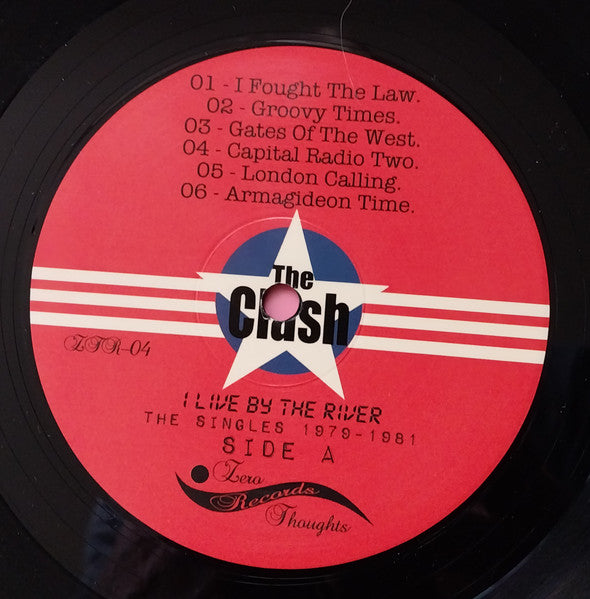 01 - I Fought The Law.
02 - Groovy Times.
03 - Gates Of The West.
04 - Capital Radio Two.
05 - London Calling.
06 - Armagideon Time.
The
Clash
ZTR-04
I LIVE BY THE RIVER
THE SINGLES 1979-1981
SIDE A
Zero
Records
Thoughts